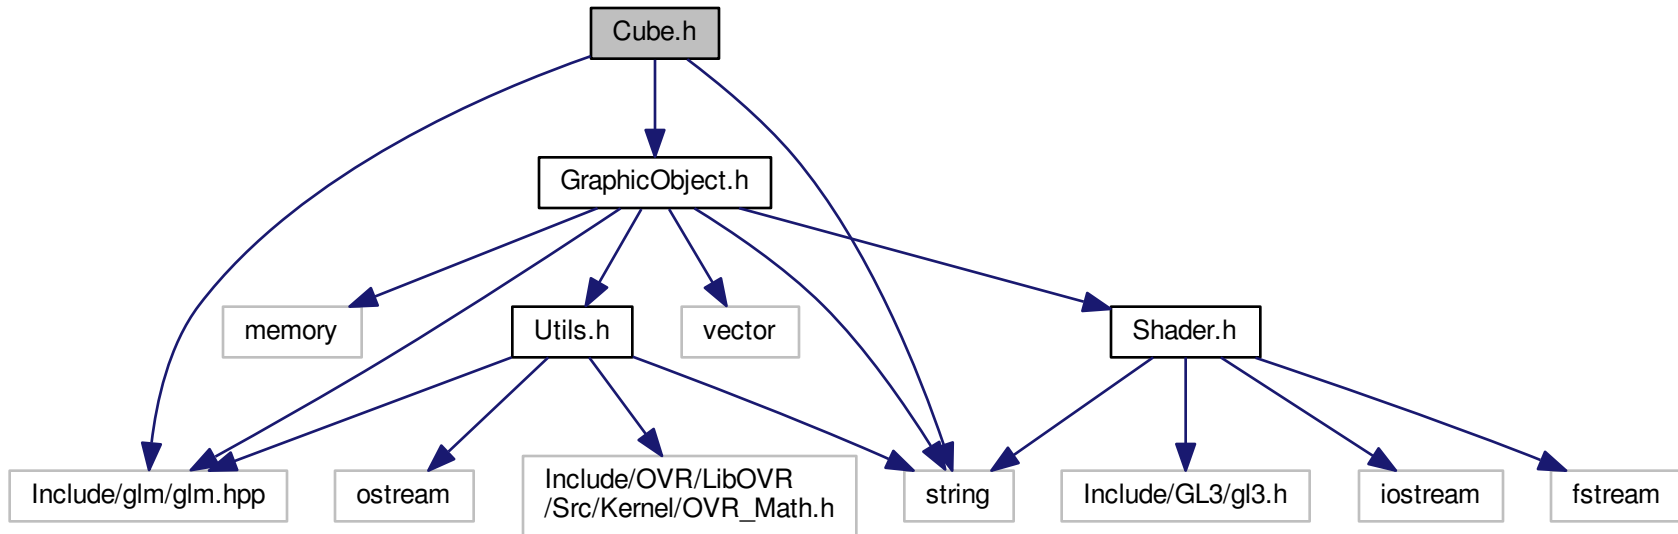 Cube.h
GraphicObject.h
memory
Utils.h
vector
Shader.h
Include/glm/glm.hpp
ostream
Include/OVR/LibOVR
/Src/Kernel/OVR_Math.h
string
Include/GL3/gl3.h
iostream
fstream